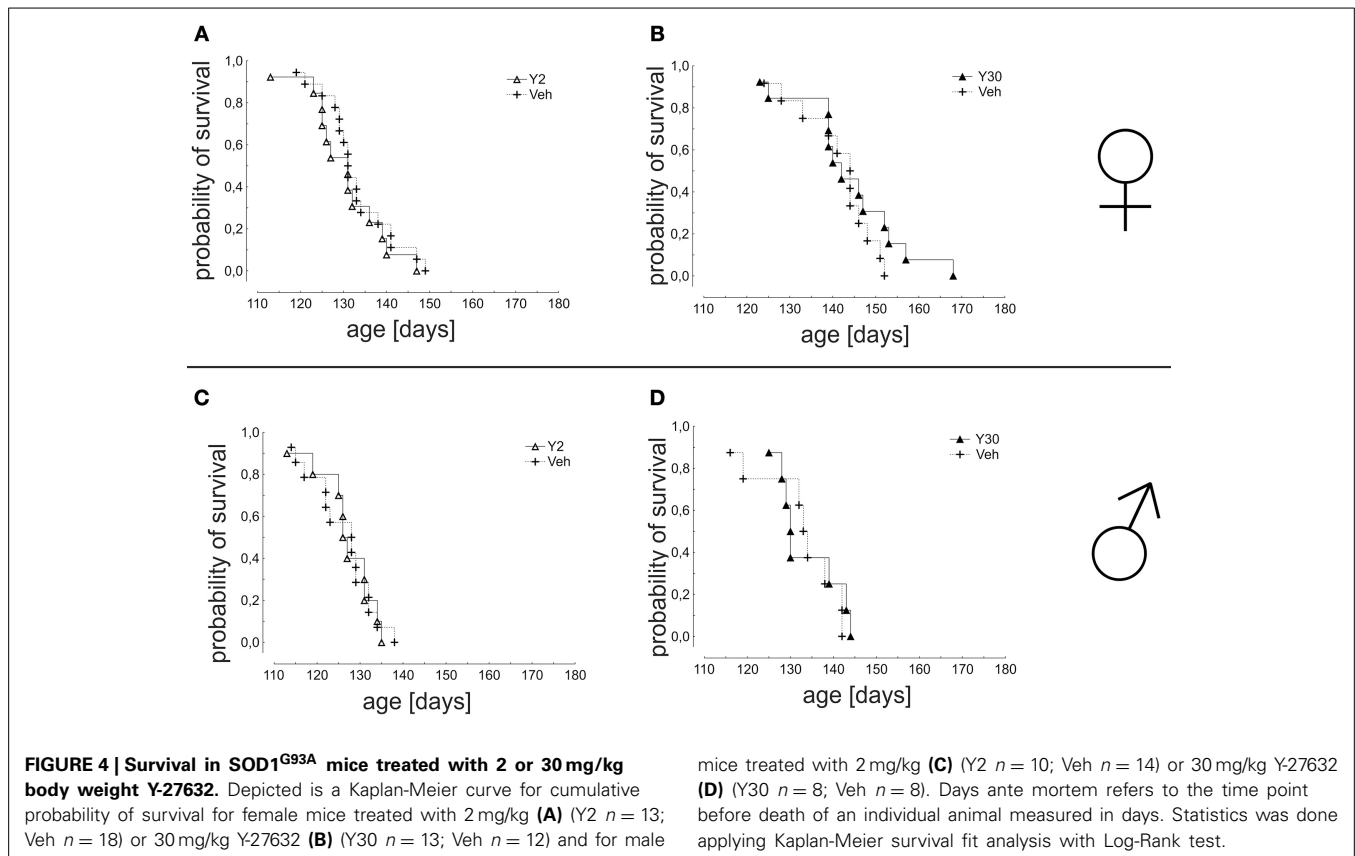 A
probability of survival
1,0
0,8
0,6
0,4
0,2
0,0
110 120 130 140 150 160 170 180
age [days]
Y2
Veh
B
probability of survival
1,0
0,8
0,6
0,4
0,2
0,0
110 120 130 140 150 160 170 180
age [days]
Y30
Veh
C
probability of survival
1,0
0,8
0,6
0,4
0,2
0,0
110 120 130 140 150 160 170 180
age [days]
Y2
Veh
D
probability of survival
1,0
0,8
0,6
0,4
0,2
0,0
110 120 130 140 150 160 170 180
age [days]
Y30
Veh
FIGURE 4 | Survival in SOD1G93A mice treated with 2 or 30 mg/kg
body weight Y-27632. Depicted is a Kaplan-Meier curve for cumulative
probability of survival for female mice treated with 2 mg/kg (A) (Y2 n = 13;
Veh n = 18) or 30 mg/kg Y-27632 (B) (Y30 n = 13; Veh n = 12) and for male
mice treated with 2 mg/kg (C) (Y2 n = 10; Veh n = 14) or 30 mg/kg Y-27632
(D) (Y30 n = 8; Veh n = 8). Days ante mortem refers to the time point
before death of an individual animal measured in days. Statistics was done
applying Kaplan-Meier survival fit analysis with Log-Rank test.